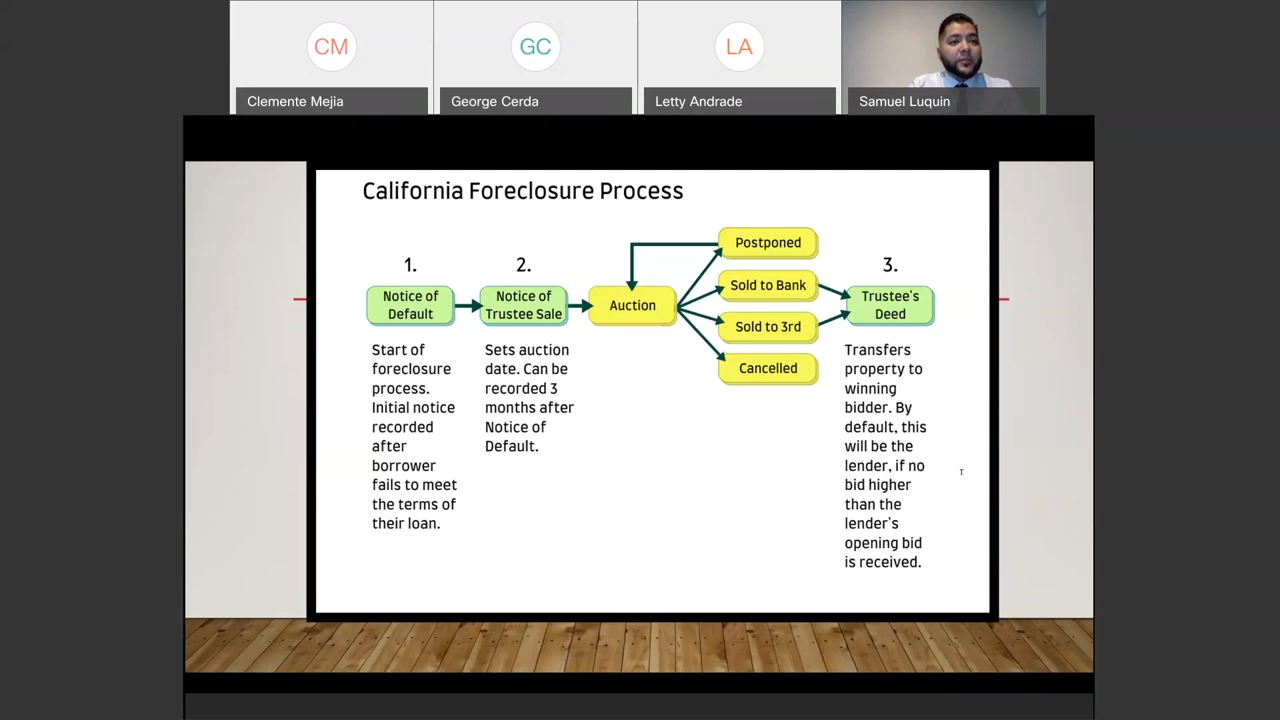 CM
GC
LA
Clemente Mejia
George Cerda
Letty Andrade
Samuel Luquin
California Foreclosure Process
1.
Notice of
Default
Start of
foreclosure
process.
Initial notice
recorded
after
borrower
fails to meet
the terms of
their loan.
2.
Notice of
Trustee Sale
Sets auction
date. Can be
recorded 3
months after
Notice of
Default.
Auction
Postponed
Sold to Bank
Sold to 3rd
Cancelled
3.
Trustee's
Deed
Transfers
property to
winning
bidder. By
default, this
will be the
lender, if no
bid higher
than the
lender's
opening bid
is received.